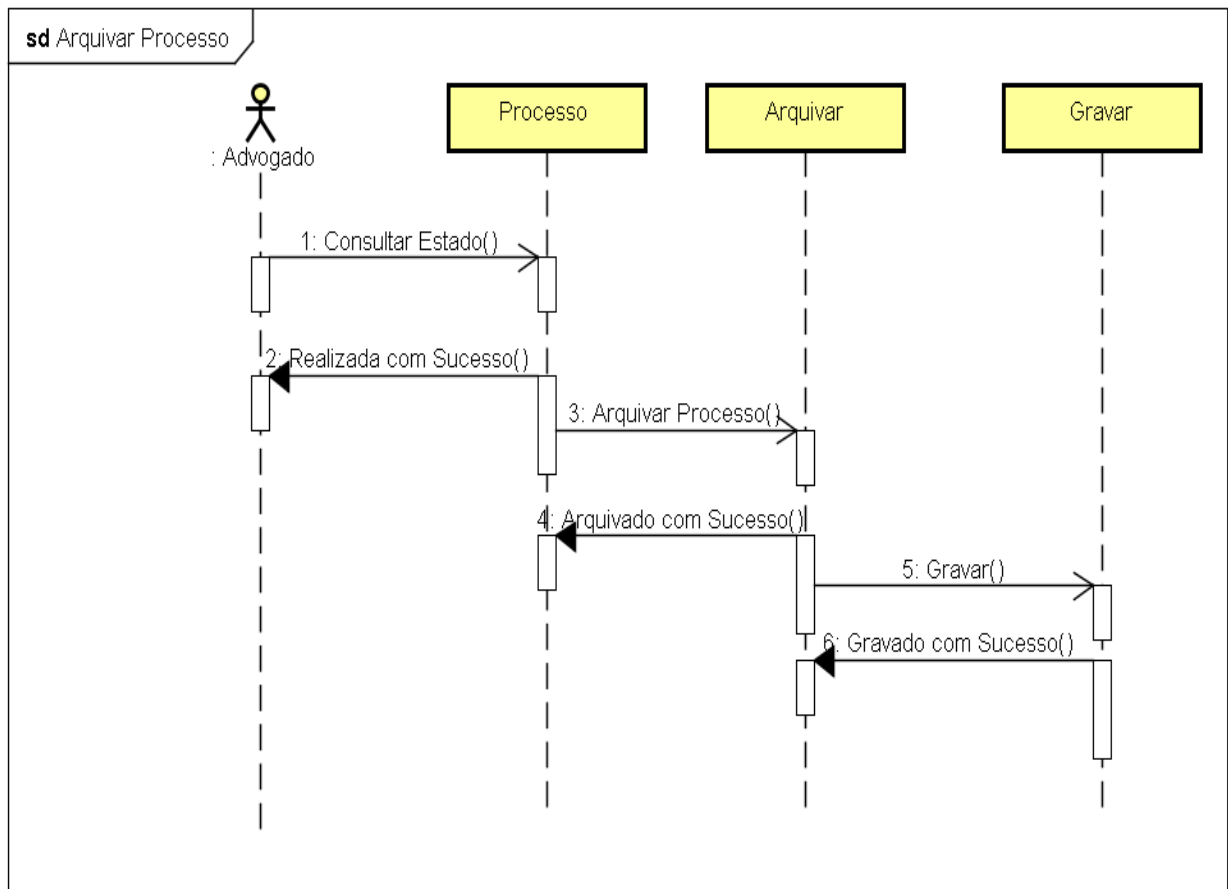 sd Arquivar Processo
: Advogado
Processo
Arquivar
Gravar
1: Consultar Estado()
2: Realizada com Sucesso()
3: Arquivar Processo()
4: Arquivado com Sucesso()
5: Gravar()
6: Gravado com Sucesso()